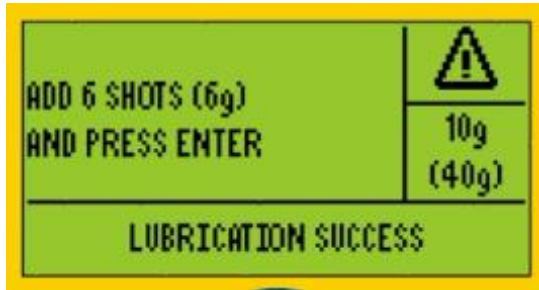 ADD 6 SHOTS (6g)
AND PRESS ENTER
10g
(40g)
LUBRICATION SUCCESS